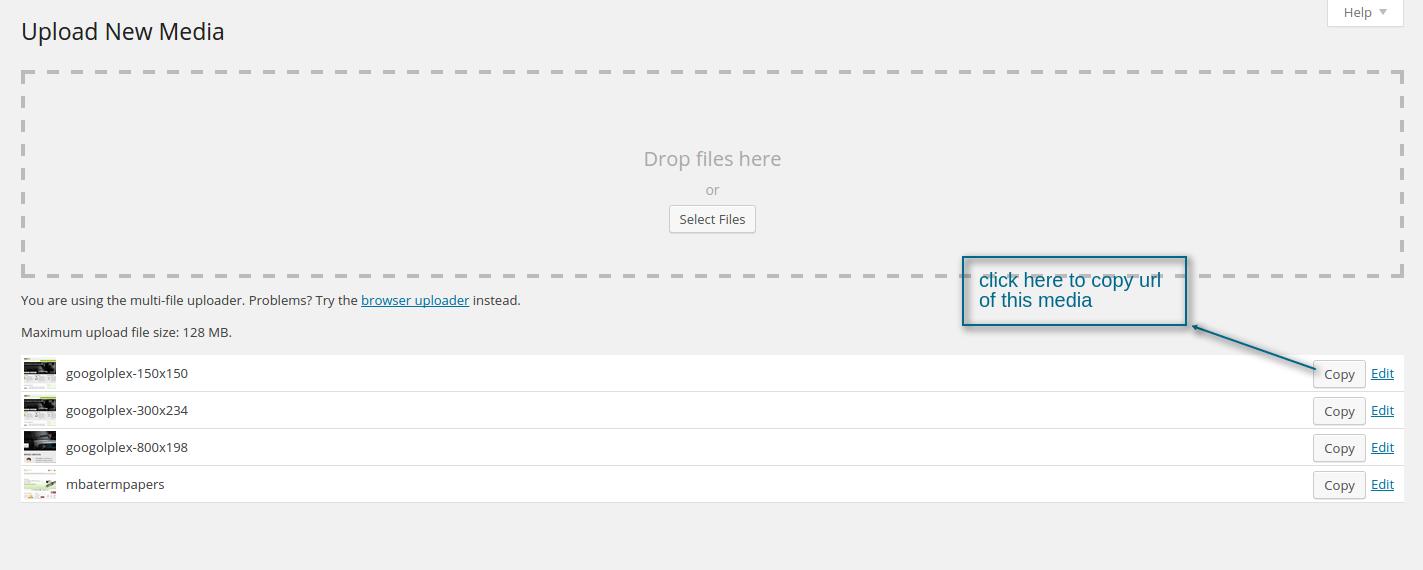 Help
Upload New Media
Drop files here
or
Select Files
click here to copy url
of this media
You are using the multi-file uploader. Problems? Try the browser uploader instead.
Maximum upload file size: 128 MB.
googolplex-150x150 Copy Edit
googolplex-300x234 Copy Edit
googolplex-800x198 Copy Edit
mbatermpapers Copy Edit